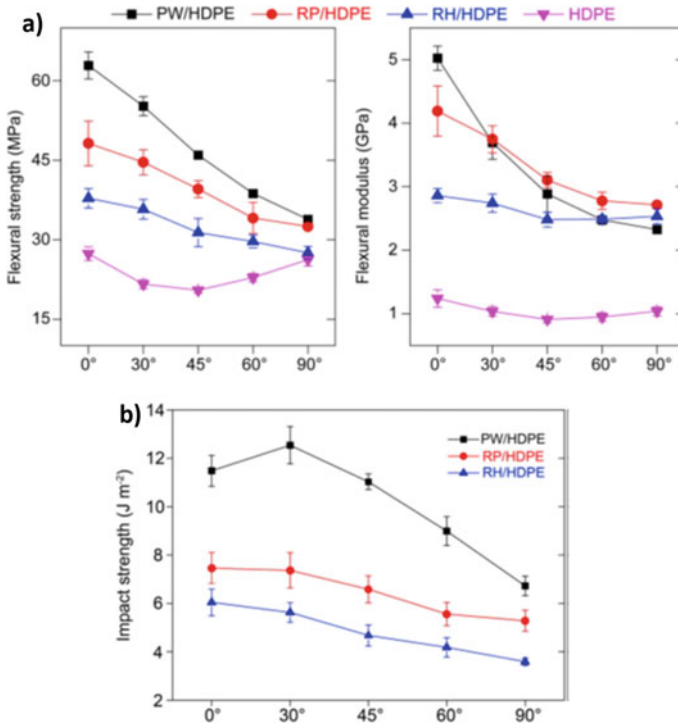 a)
PW/HDPE RP/HDPE RH/HDPE HDPE
Flexural strength (MPa)
60
45
30
15
0° 30° 45° 60° 90°
Flexural modulus (GPa)
5
4
3
2
1
0° 30° 45° 60° 90°
b)
Impact strength (J m⁻²)
14
12
10
8
6
4
2
PW/HDPE
RP/HDPE
RH/HDPE
0° 30° 45° 60° 90°